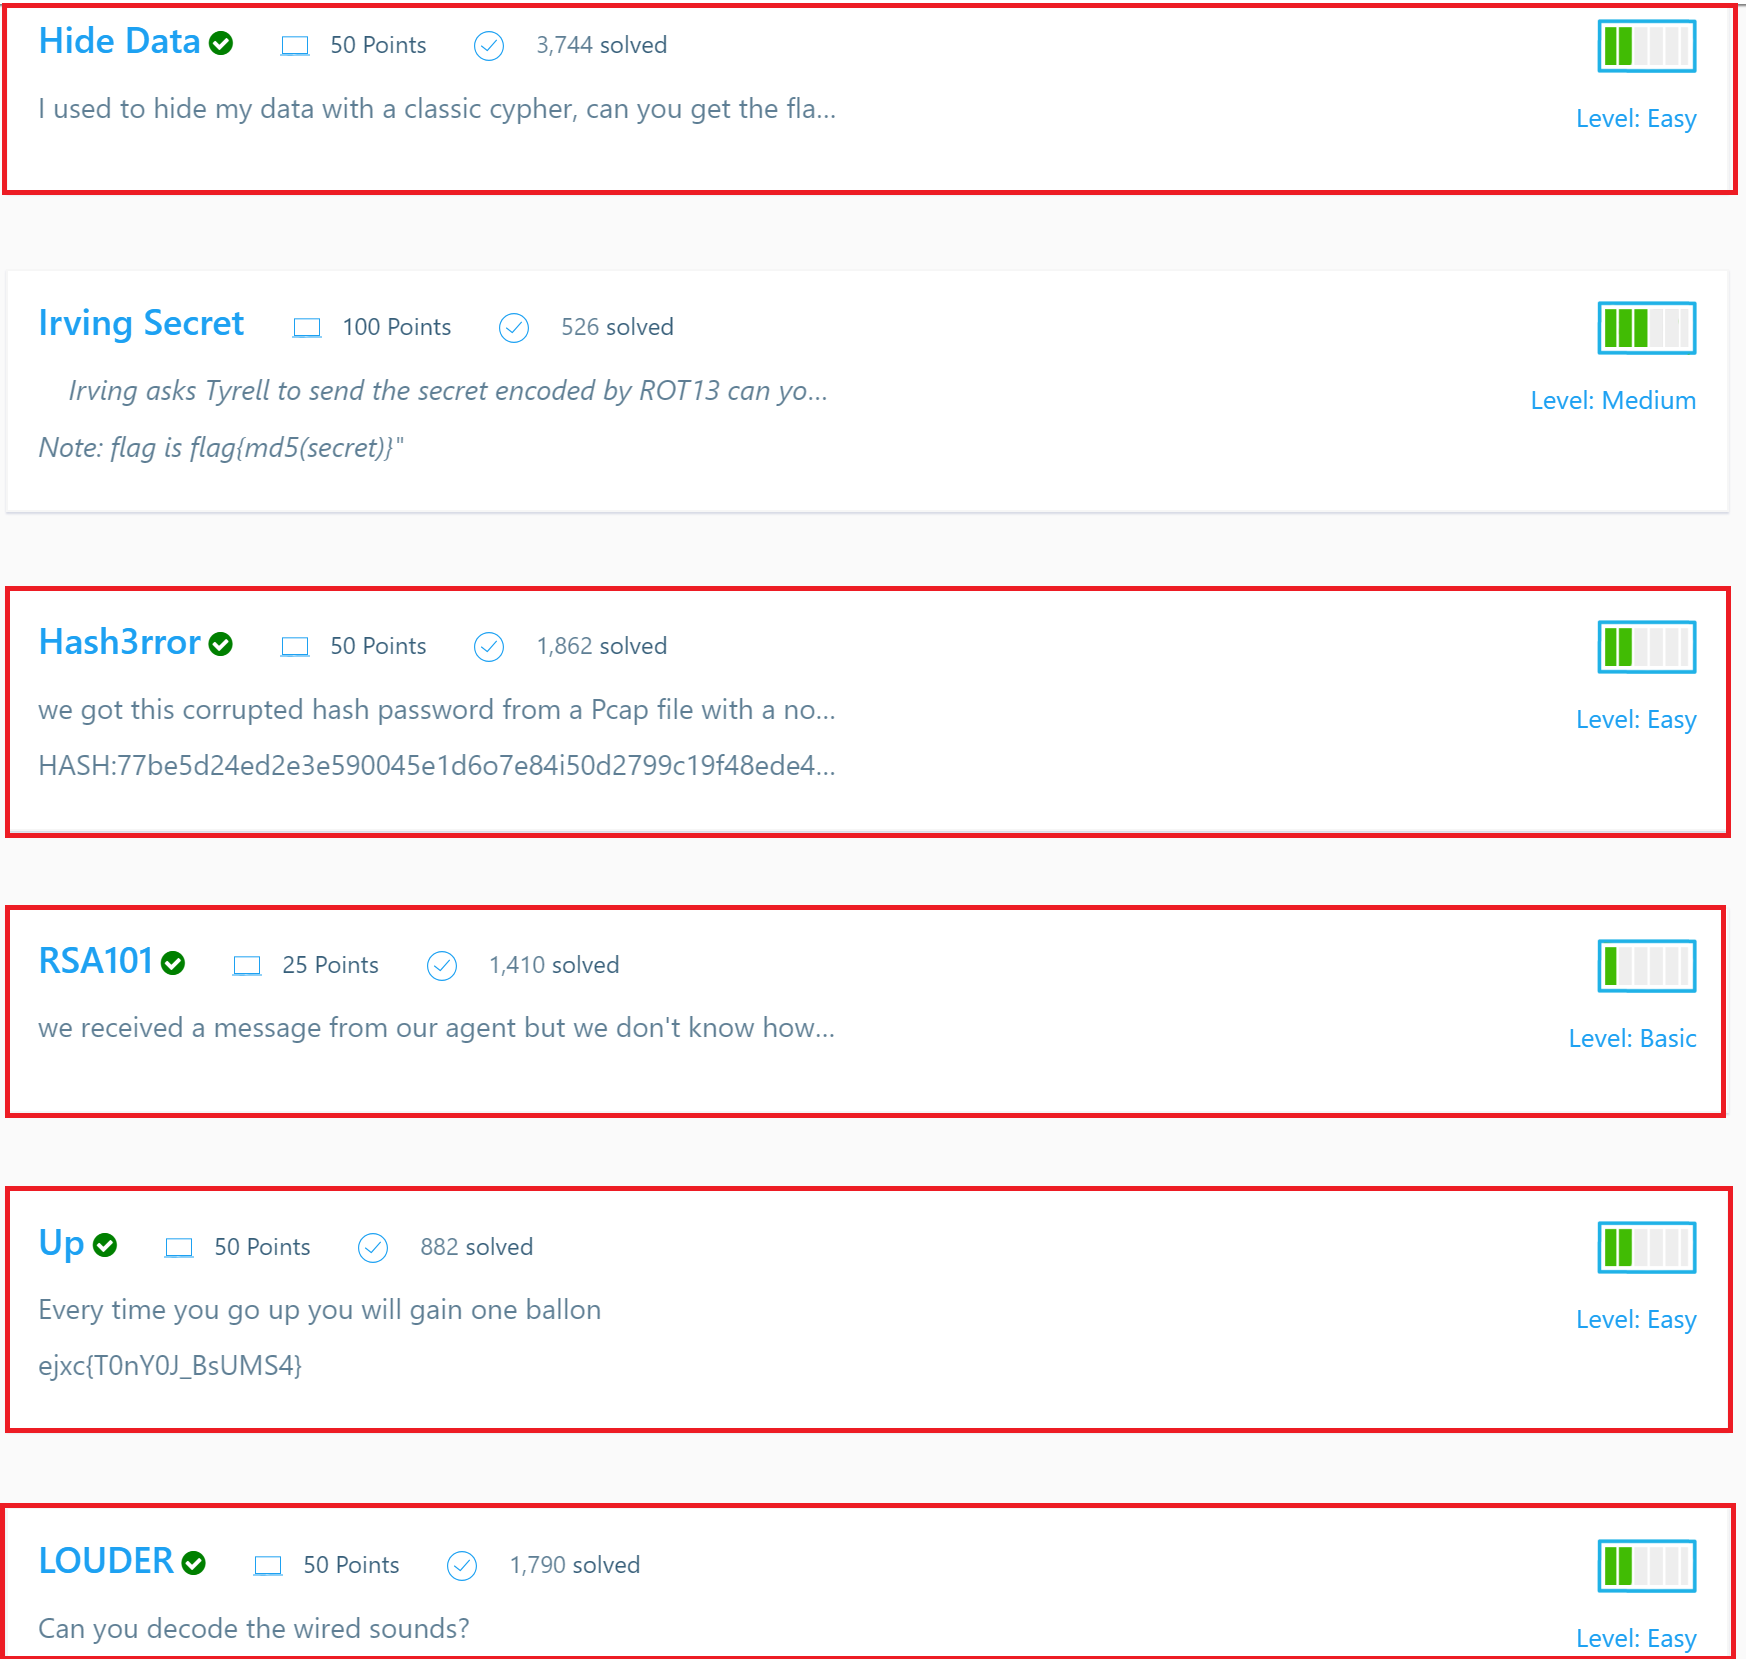 Hide Data 50 Points 3,744 solved
I used to hide my data with a classic cypher, can you get the fla...
Level: Easy
Irving Secret 100 Points 526 solved
Irving asks Tyrell to send the secret encoded by ROT13 can yo...
Level: Medium
Note: flag is flag{md5(secret)}"
Hash3rror 50 Points 1,862 solved
we got this corrupted hash password from a Pcap file with a no...
Level: Easy
HASH:77be5d24ed2e3e590045e1d6o7e84i50d2799c19f48ede4...
RSA101 25 Points 1,410 solved
we received a message from our agent but we don't know how...
Level: Basic
Up 50 Points 882 solved
Every time you go up you will gain one ballon
Level: Easy
ejxc{T0nY0J_BsUMS4}
LOUDER 50 Points 1,790 solved
Can you decode the wired sounds?
Level: Easy